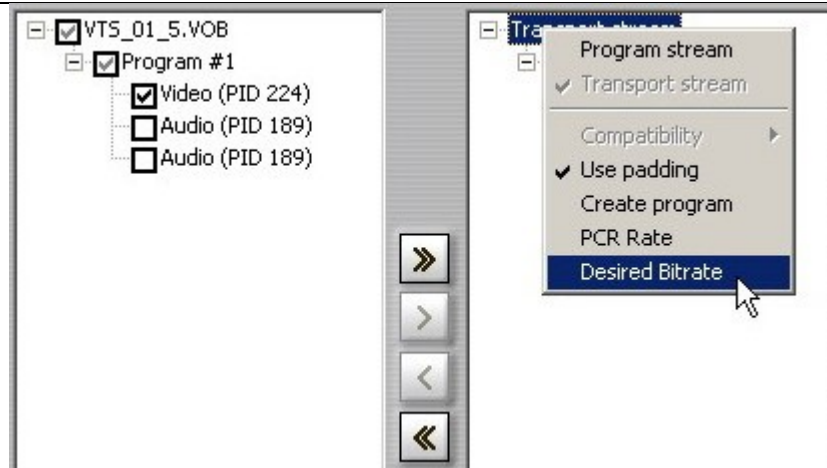 VTS_01_5.VOB
Program #1
Video (PID 224)
Audio (PID 189)
Audio (PID 189)
Program stream
Transport stream
Compatibility
Use padding
Create program
PCR Rate
Desired Bitrate